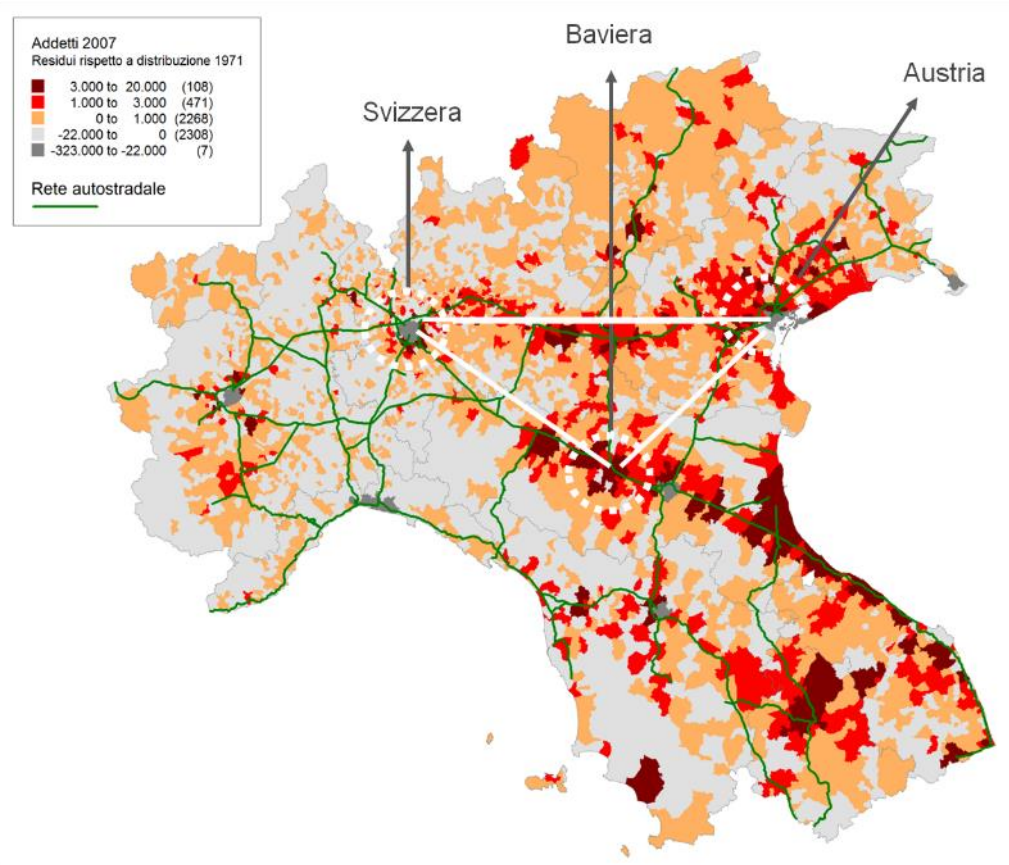 Addetti 2007
Residui rispetto a distribuzione 1971
3.000 to 20.000 (108)
1.000 to 3.000 (471)
0 to 1.000 (2268)
-22.000 to 0 (2308)
-323.000 to -22.000 (7)
Rete autostradale
Svizzera
Baviera
Austria